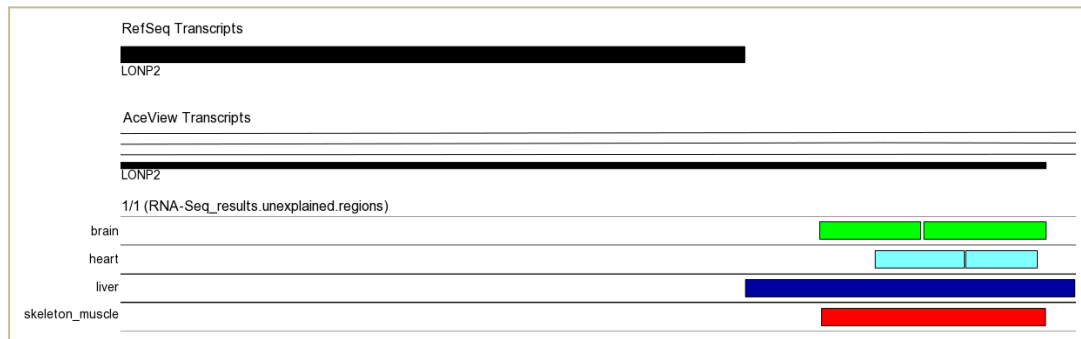 RefSeq Transcripts
LONP2
AceView Transcripts
LONP2
1/1 (RNA-Seq_results.unexplained.regions)
brain
heart
liver
skeleton_muscle